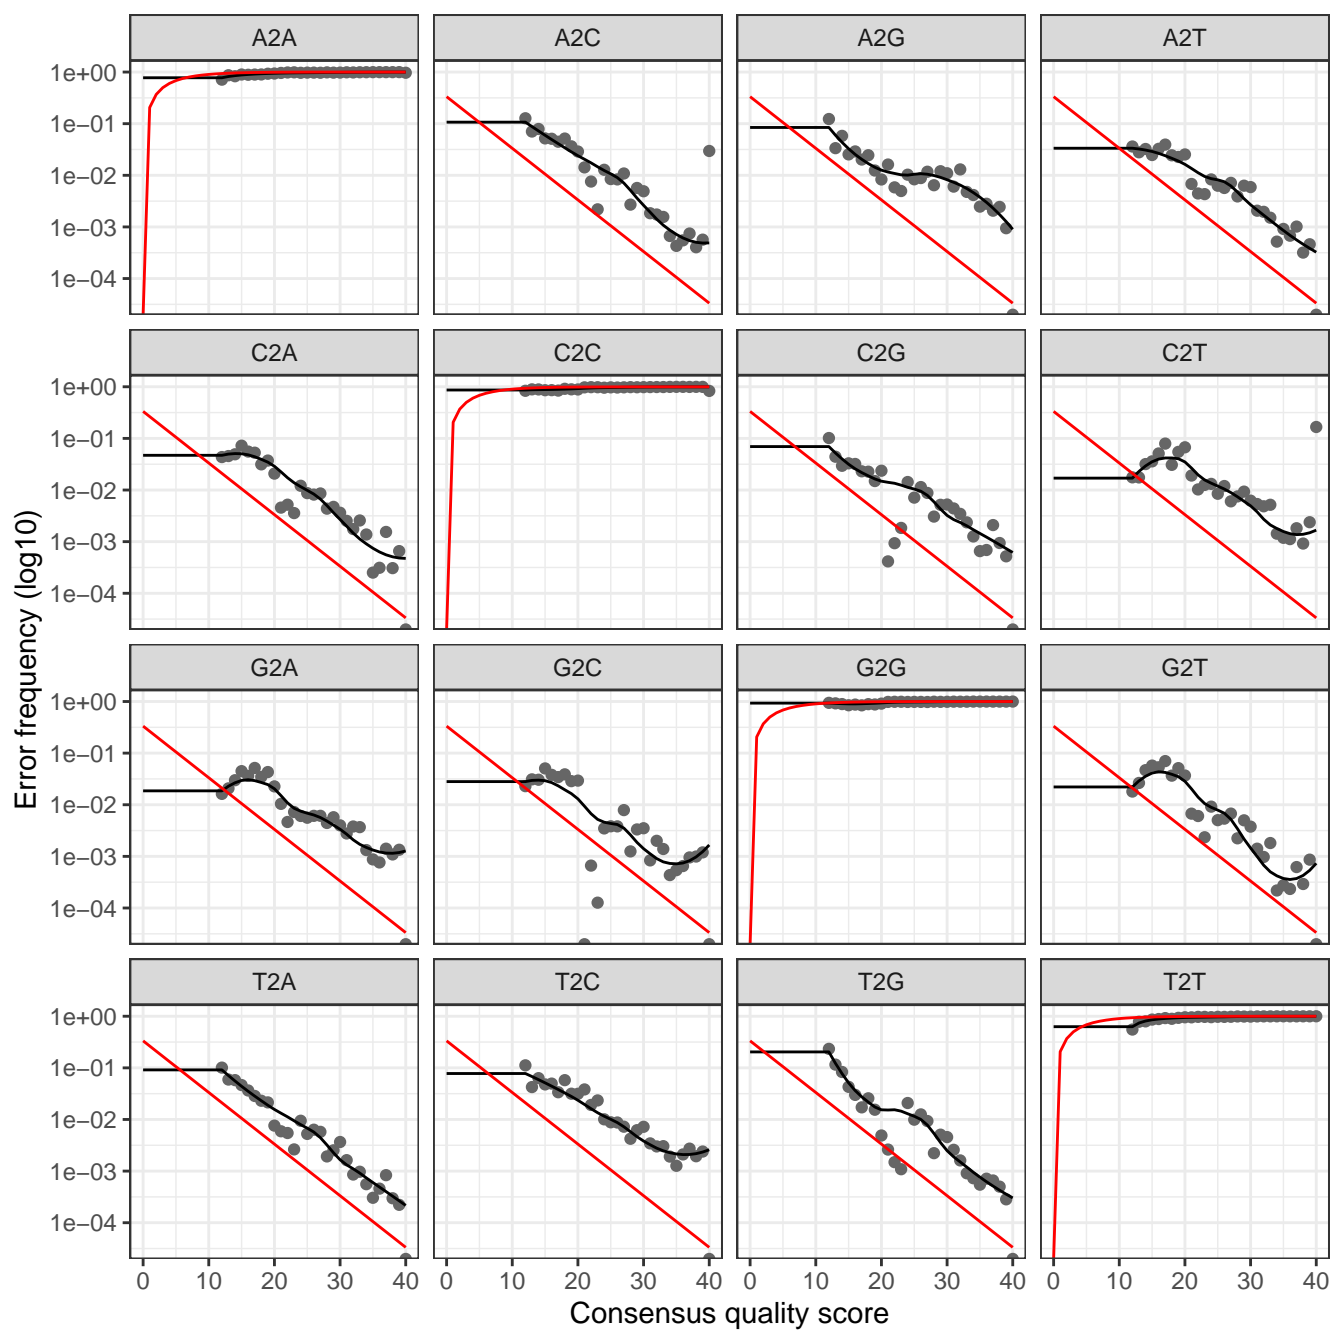 A2A A2C A2G A2T
1e+00
1e−01
1e−02
1e−03
1e−04
C2A C2C C2G C2T
1e+00
1e−01
1e−02
1e−03
1e−04
G2A G2C G2G G2T
1e+00
1e−01
1e−02
1e−03
1e−04
T2A T2C T2G T2T
1e+00
1e−01
1e−02
1e−03
1e−04
0 10 20 30 40 0 10 20 30 40 0 10 20 30 40 0 10 20 30 40
Consensus quality score
Error frequency (log10)